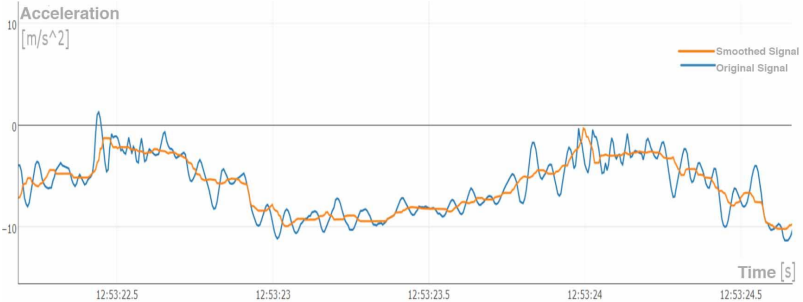 Acceleration
[m/s^2]
10
Smoothed Signal
Original Signal
0
−10
Time [s]
12:53:22.5
12:53:23
12:53:23.5
12:53:24
12:53:24.5